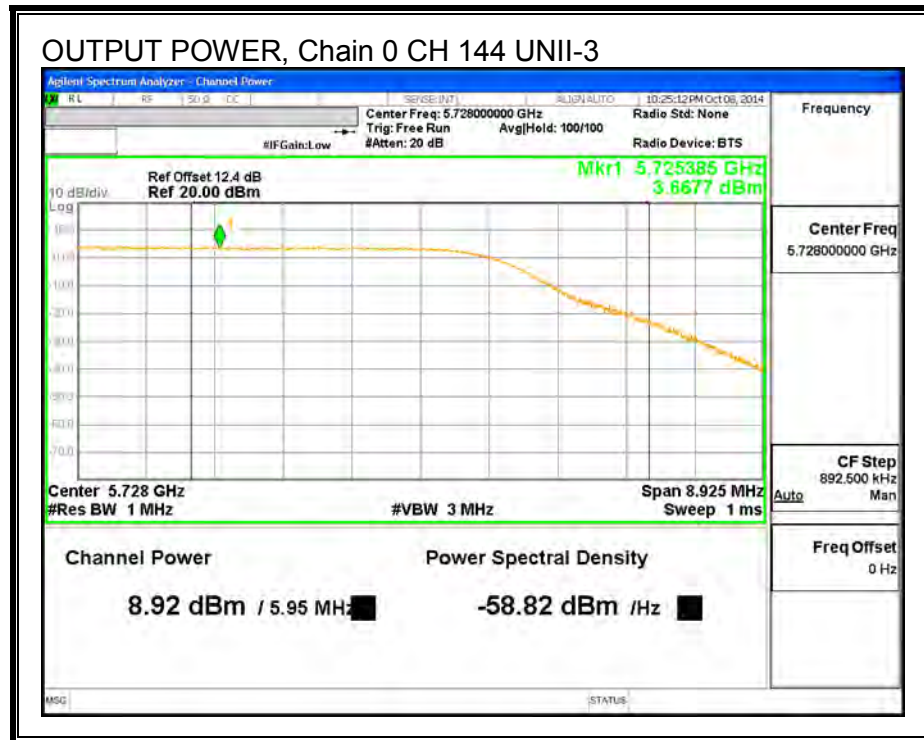 OUTPUT POWER, Chain 0 CH 144 UNII-3
Agilent Spectrum Analyzer - Channel Power
RL RF 50 Ω DC SENSE:INT ALIGN AUTO 10:25:12 PM Oct 08, 2014
Center Freq: 5.728000000 GHz Radio Std: None
Trig: Free Run Avg|Hold: 100/100
#IFGain:Low #Atten: 20 dB Radio Device: BTS
Frequency
Mkr1 5.725385 GHz
3.6677 dBm
Ref Offset 12.4 dB
10 dB/div Ref 20.00 dBm
Log
1
-70.0
Center 5.728 GHz Span 8.925 MHz
#Res BW 1 MHz #VBW 3 MHz Sweep 1 ms
Center Freq
5.728000000 GHz
CF Step
892.500 kHz
Auto Man
Freq Offset
0 Hz
Channel Power Power Spectral Density
8.92 dBm / 5.95 MHz -58.82 dBm /Hz
MSG STATUS